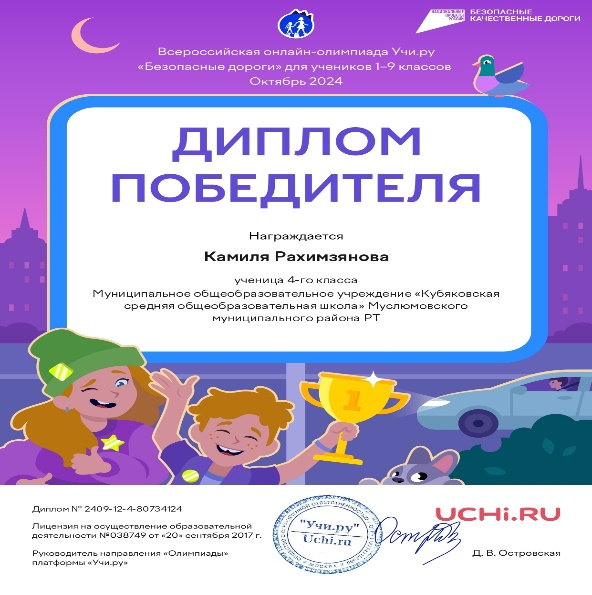 БЕЗОПАСНЫЕ
КАЧЕСТВЕННЫЕ ДОРОГИ
Всероссийская онлайн-олимпиада Учи.ру
«Безопасные дороги» для учеников 1–9 классов
Октябрь 2024
ДИПЛОМ
ПОБЕДИТЕЛЯ
Награждается
Камиля Рахимзянова
ученица 4-го класса
Муниципальное общеобразовательное учреждение «Кубяковская
средняя общеобразовательная школа» Муслюмовского
муниципального района РТ
1
Диплом № 2409-12-4-80734124
Лицензия на осуществление образовательной
деятельности №038749 от «20» сентября 2017 г.
Руководитель направления «Олимпиады»
платформы «Учи.ру»
"Учи.ру"
Uchi.ru
UCHi.RU
Д. В. Островская